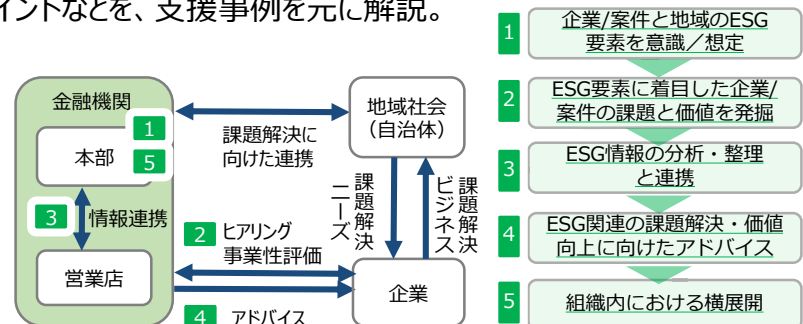 イントなどを、支援事例を元に解説。
金融機関
本部
1
5
3
情報連携
営業店
課題解決に
向けた連携
2
ヒアリング
事業性評価
4
アドバイス
地域社会
（自治体）
課題解決
ニーズ
課題解決
ビジネス
企業
1
企業/案件と地域のESG
要素を意識／想定
2
ESG要素に着目した企業/
案件の課題と価値を発掘
3
ESG情報の分析・整理
と連携
4
ESG関連の課題解決・価値
向上に向けたアドバイス
5
組織内における横展開